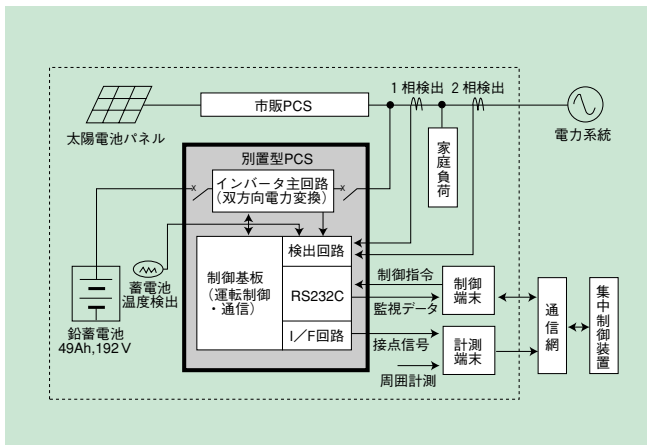 1相検出
2相検出
市販PCS
太陽電池パネル
電力系統
家庭負荷
別置型PCS
インバータ主回路
(双方向電力変換)
検出回路
制御基板
(運転制御
・通信)
RS232C
I/F回路
蓄電池
温度検出
鉛蓄電池
49Ah,192V
制御指令
監視データ
制御
端末
接点信号
計測
端末
周囲計測
通信網
集中制御装置